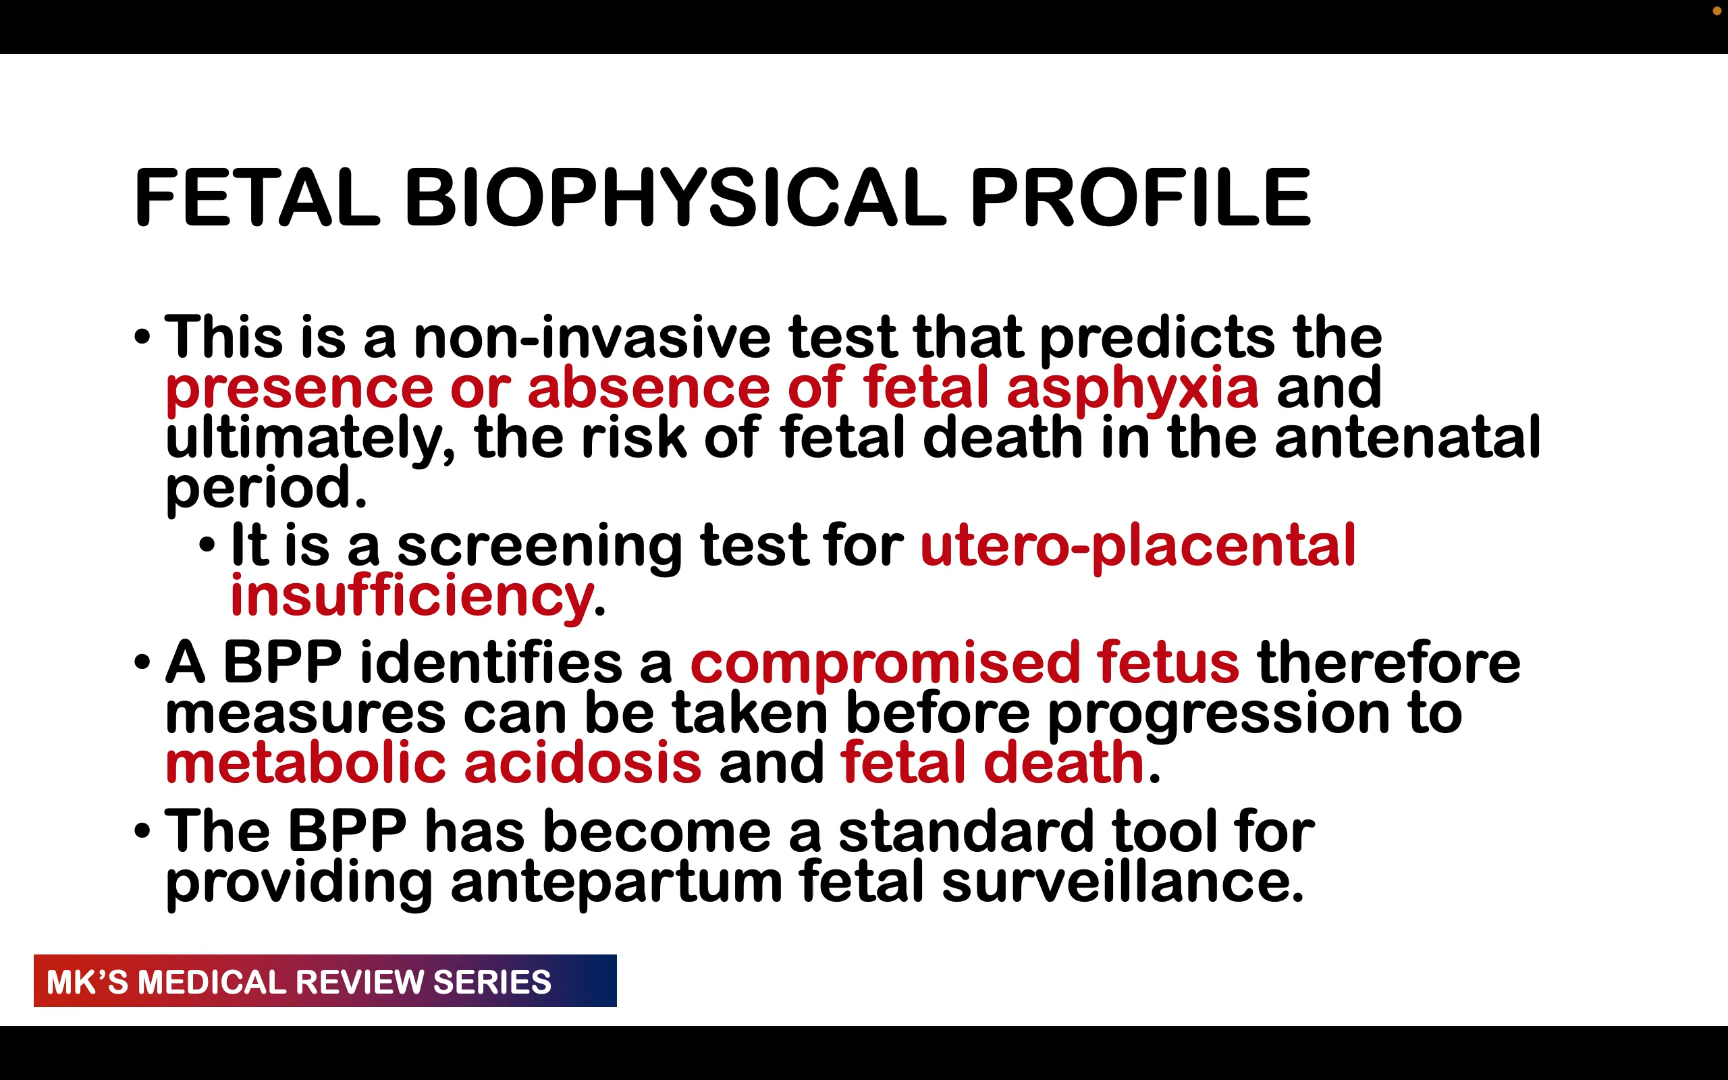 FETAL BIOPHYSICAL PROFILE
• This is a non-invasive test that predicts the
presence or absence of fetal asphyxia and
ultimately, the risk of fetal death in the antenatal
period.
• It is a screening test for utero-placental
insufficiency.
• A BPP identifies a compromised fetus therefore
measures can be taken before progression to
metabolic acidosis and fetal death.
• The BPP has become a standard tool for
providing antepartum fetal surveillance.
MK’S MEDICAL REVIEW SERIES